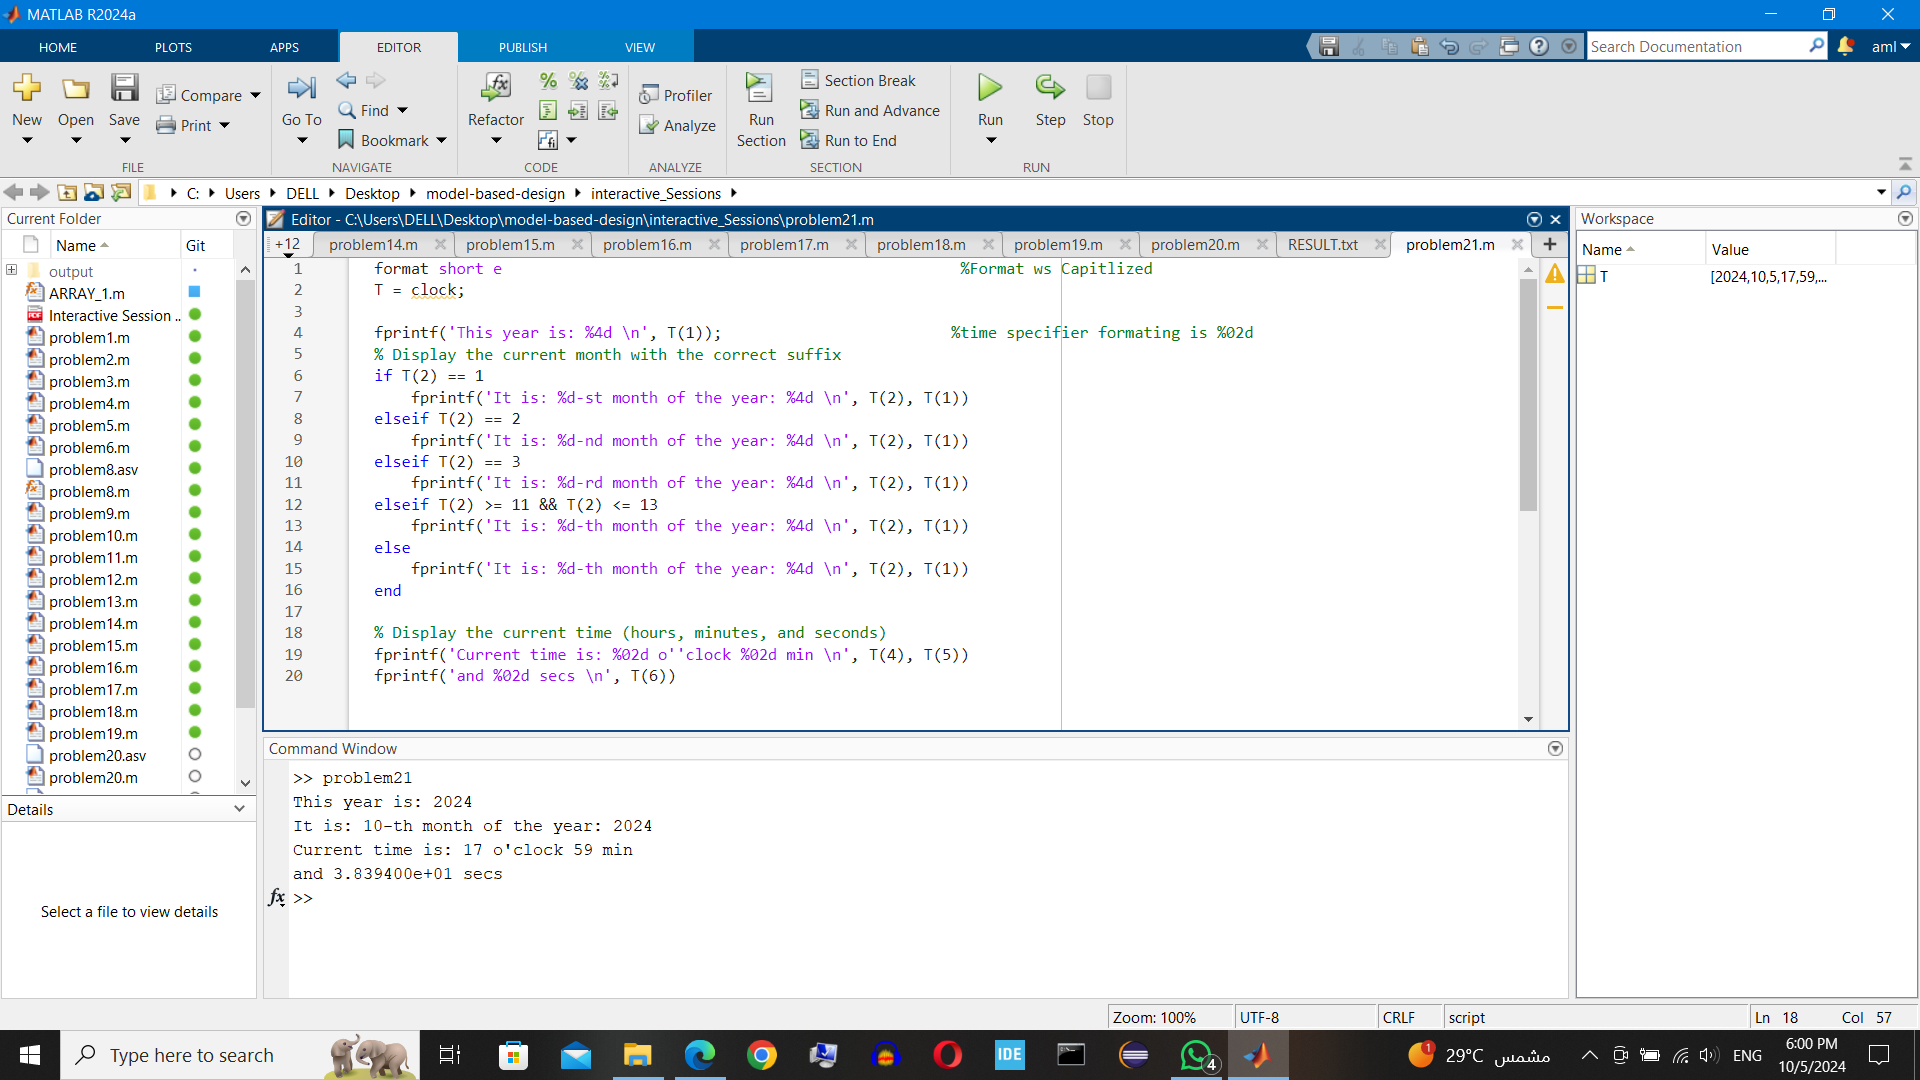 MATLAB R2024a
HOME PLOTS APPS EDITOR PUBLISH VIEW
Search Documentation
aml
New Open Save Compare Print
FILE
Go To Find Bookmark
NAVIGATE
Refactor
CODE
Profiler
Analyze
ANALYZE
Run Section
Section Break
Run and Advance
Run to End
SECTION
Run Step Stop
RUN
C: Users DELL Desktop model-based-design interactive_Sessions
Current Folder
Name Git
output
ARRAY_1.m
Interactive Session ..
problem1.m
problem2.m
problem3.m
problem4.m
problem5.m
problem6.m
problem8.asv
problem8.m
problem9.m
problem10.m
problem11.m
problem12.m
problem13.m
problem14.m
problem15.m
problem16.m
problem17.m
problem18.m
problem19.m
problem20.asv
problem20.m
Details
Select a file to view details
Editor - C:\Users\DELL\Desktop\model-based-design\interactive_Sessions\problem21.m
+12 problem14.m problem15.m problem16.m problem17.m problem18.m problem19.m problem20.m RESULT.txt problem21.m
1 format short e %Format ws Capitlized
2 T = clock;
3
4 fprintf('This year is: %4d \n', T(1)); %time specifier formating is %02d
5 % Display the current month with the correct suffix
6 if T(2) == 1
7 fprintf('It is: %d-st month of the year: %4d \n', T(2), T(1))
8 elseif T(2) == 2
9 fprintf('It is: %d-nd month of the year: %4d \n', T(2), T(1))
10 elseif T(2) == 3
11 fprintf('It is: %d-rd month of the year: %4d \n', T(2), T(1))
12 elseif T(2) >= 11 && T(2) <= 13
13 fprintf('It is: %d-th month of the year: %4d \n', T(2), T(1))
14 else
15 fprintf('It is: %d-th month of the year: %4d \n', T(2), T(1))
16 end
17
18 % Display the current time (hours, minutes, and seconds)
19 fprintf('Current time is: %02d o''clock %02d min \n', T(4), T(5))
20 fprintf('and %02d secs \n', T(6))
Command Window
>> problem21
This year is: 2024
It is: 10-th month of the year: 2024
Current time is: 17 o'clock 59 min
and 3.839400e+01 secs
fx >>
Workspace
Name Value
T [2024,10,5,17,59,...
Zoom: 100% UTF-8 CRLF script Ln 18 Col 57
Type here to search
IDE
4
1
29°C مشمس
ENG
6:00 PM
10/5/2024